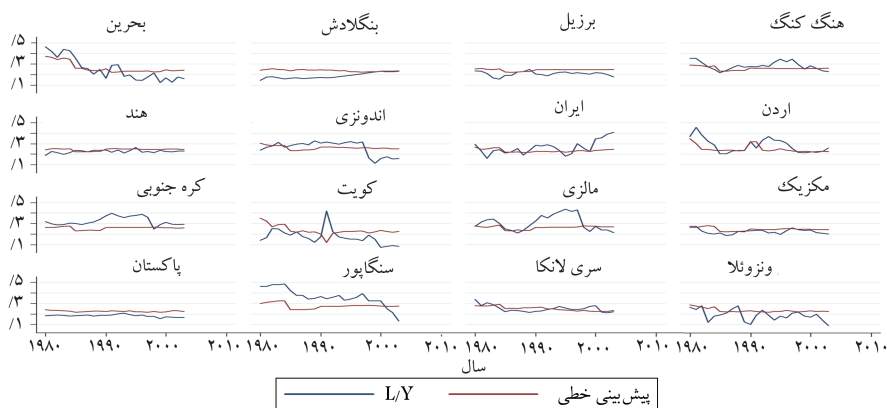 هنگ کنگ
برزیل
بنگلادش
بحرین
/۵
/۳
/۱
اردن
ایران
اندونزی
هند
/۵
/۳
/۱
مکزیک
مالزی
کویت
کره جنوبی
/۵
/۳
/۱
ونزوئلا
سری لانکا
سنگاپور
پاکستان
/۵
/۳
/۱
۱۹۸۰ ۱۹۹۰ ۲۰۰۰ ۲۰۱۰ ۱۹۸۰ ۱۹۹۰ ۲۰۰۰ ۲۰۱۰ ۱۹۸۰ ۱۹۹۰ ۲۰۰۰ ۲۰۱۰ ۱۹۸۰ ۱۹۹۰ ۲۰۰۰ ۲۰۱۰
سال
L/Y پیش‌بینی خطی